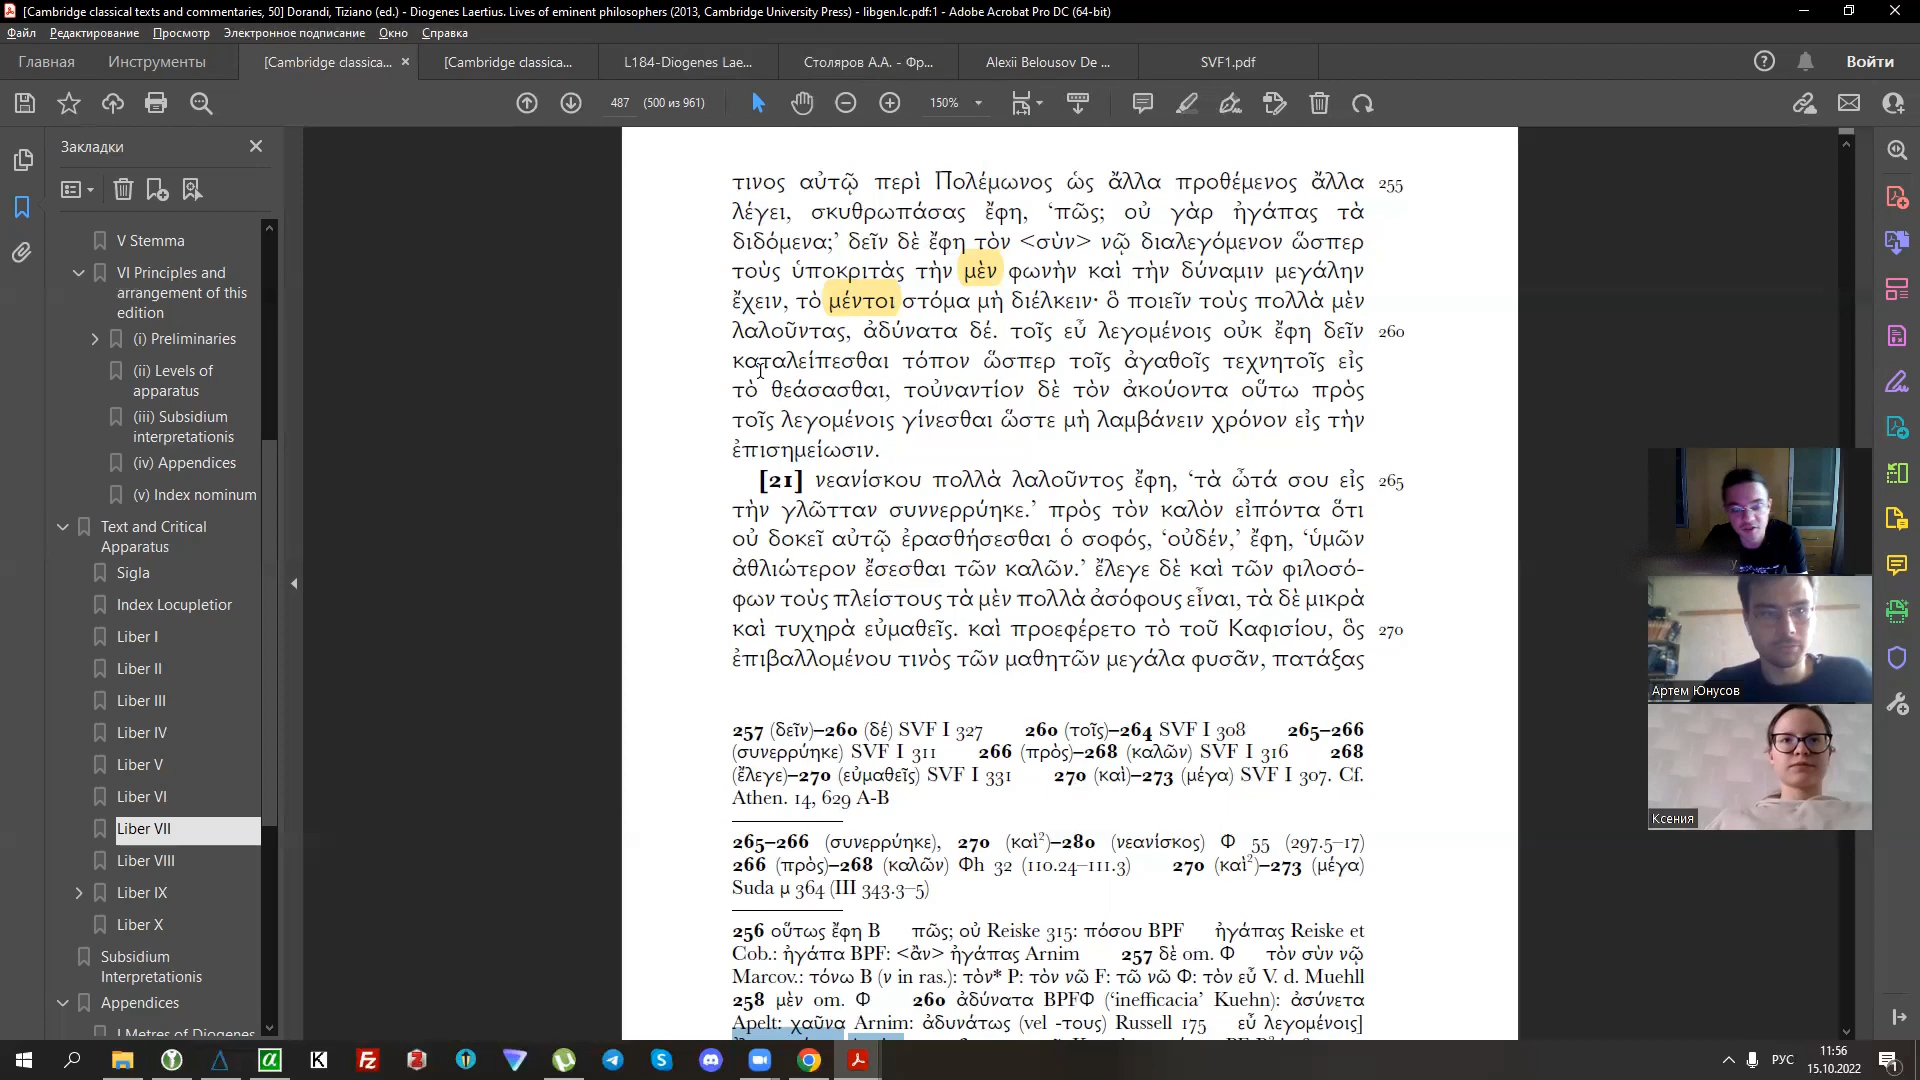 [Cambridge classical texts and commentaries, 50] Dorandi, Tiziano (ed.) - Diogenes Laertius. Lives of eminent philosophers (2013, Cambridge University Press) - libgen.lc.pdf:1 - Adobe Acrobat Pro DC (64-bit)
Файл Редактирование Просмотр Электронное подписание Окно Справка
Главная Инструменты [Cambridge classica... × [Cambridge classica... L184-Diogenes Lae... Столяров А.А. - Фр... Alexii Belousov De ... SVF1.pdf Войти
487 (500 из 961) 150%
Закладки
V Stemma
VI Principles and
arrangement of this
edition
(i) Preliminaries
(ii) Levels of
apparatus
(iii) Subsidium
interpretationis
(iv) Appendices
(v) Index nominum
Text and Critical
Apparatus
Sigla
Index Locupletior
Liber I
Liber II
Liber III
Liber IV
Liber V
Liber VI
Liber VII
Liber VIII
Liber IX
Liber X
Subsidium
Interpretationis
Appendices
I Metres of Diogenes
τινος αὐτῷ περὶ Πολέμωνος ὡς ἄλλα προθέμενος ἄλλα 255
λέγει, σκυθρωπάσας ἔφη, ‘πῶς; οὐ γὰρ ἠγάπας τὰ
διδόμενα;’ δεῖν δὲ ἔφη τὸν <σὺν> νῷ διαλεγόμενον ὥσπερ
τοὺς ὑποκριτὰς τὴν μὲν φωνὴν καὶ τὴν δύναμιν μεγάλην
ἔχειν, τὸ μέντοι στόμα μὴ διέλκειν· ὃ ποιεῖν τοὺς πολλὰ μὲν
λαλοῦντας, ἀδύνατα δέ. τοῖς εὖ λεγομένοις οὐκ ἔφη δεῖν 260
καταλείπεσθαι τόπον ὥσπερ τοῖς ἀγαθοῖς τεχνητοῖς εἰς
τὸ θεάσασθαι, τοὐναντίον δὲ τὸν ἀκούοντα οὕτω πρὸς
τοῖς λεγομένοις γίνεσθαι ὥστε μὴ λαμβάνειν χρόνον εἰς τὴν
ἐπισημείωσιν.
[21] νεανίσκου πολλὰ λαλοῦντος ἔφη, ‘τὰ ὦτά σου εἰς 265
τὴν γλῶτταν συννερρύηκε.’ πρὸς τὸν καλὸν εἰπόντα ὅτι
οὐ δοκεῖ αὐτῷ ἐρασθήσεσθαι ὁ σοφός, ‘οὐδέν,’ ἔφη, ‘ὑμῶν
ἀθλιώτερον ἔσεσθαι τῶν καλῶν.’ ἔλεγε δὲ καὶ τῶν φιλοσό-
φων τοὺς πλείστους τὰ μὲν πολλὰ ἀσόφους εἶναι, τὰ δὲ μικρὰ
καὶ τυχηρὰ εὐμαθεῖς. καὶ προεφέρετο τὸ τοῦ Καφισίου, ὃς 270
ἐπιβαλλομένου τινὸς τῶν μαθητῶν μεγάλα φυσᾶν, πατάξας
257 (δεῖν)–260 (δέ) SVF I 327 260 (τοῖς)–264 SVF I 308 265–266
(συνερρύηκε) SVF I 311 266 (πρὸς)–268 (καλῶν) SVF I 316 268
(ἔλεγε)–270 (εὐμαθεῖς) SVF I 331 270 (καὶ)–273 (μέγα) SVF I 307. Cf.
Athen. 14, 629 A-B
265–266 (συνερρύηκε), 270 (καὶ²)–280 (νεανίσκος) Φ 55 (297.5–17)
266 (πρὸς)–268 (καλῶν) Φh 32 (110.24–111.3) 270 (καὶ²)–273 (μέγα)
Suda μ 364 (III 343.3–5)
256 οὕτως ἔφη B πῶς; οὐ Reiske 315: πόσου BPF ἠγάπας Reiske et
Cob.: ἠγάπα BPF: <ἂν> ἠγάπας Arnim 257 δὲ om. Φ τὸν σὺν νῷ
Marcov.: τόνω B (ν in ras.): τὸν* P: τὸν νῶ F: τῶ νῶ Φ: τὸν εὖ V. d. Muehll
258 μὲν om. Φ 260 ἀδύνατα BPFΦ (‘inefficacia’ Kuehn): ἀσύνετα
Apelt: χαῦνα Arnim: ἀδυνάτως (vel -τους) Russell 175 εὖ λεγομένοις]
Артем Юнусов
Ксения
РУС 11:56
15.10.2022